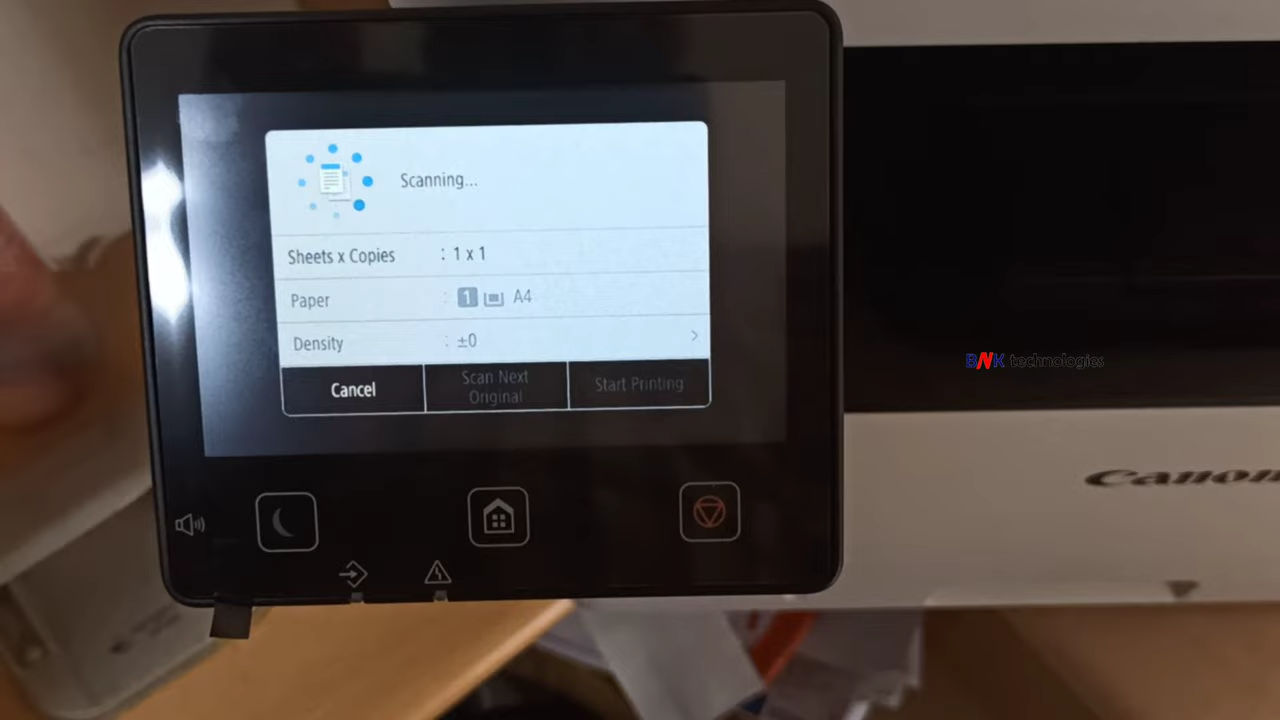 Scanning...
Sheets x Copies : 1 x 1
Paper : 1 A4
Density : ±0
Cancel
Scan Next
Original
Start Printing
BNK technologies
Canon